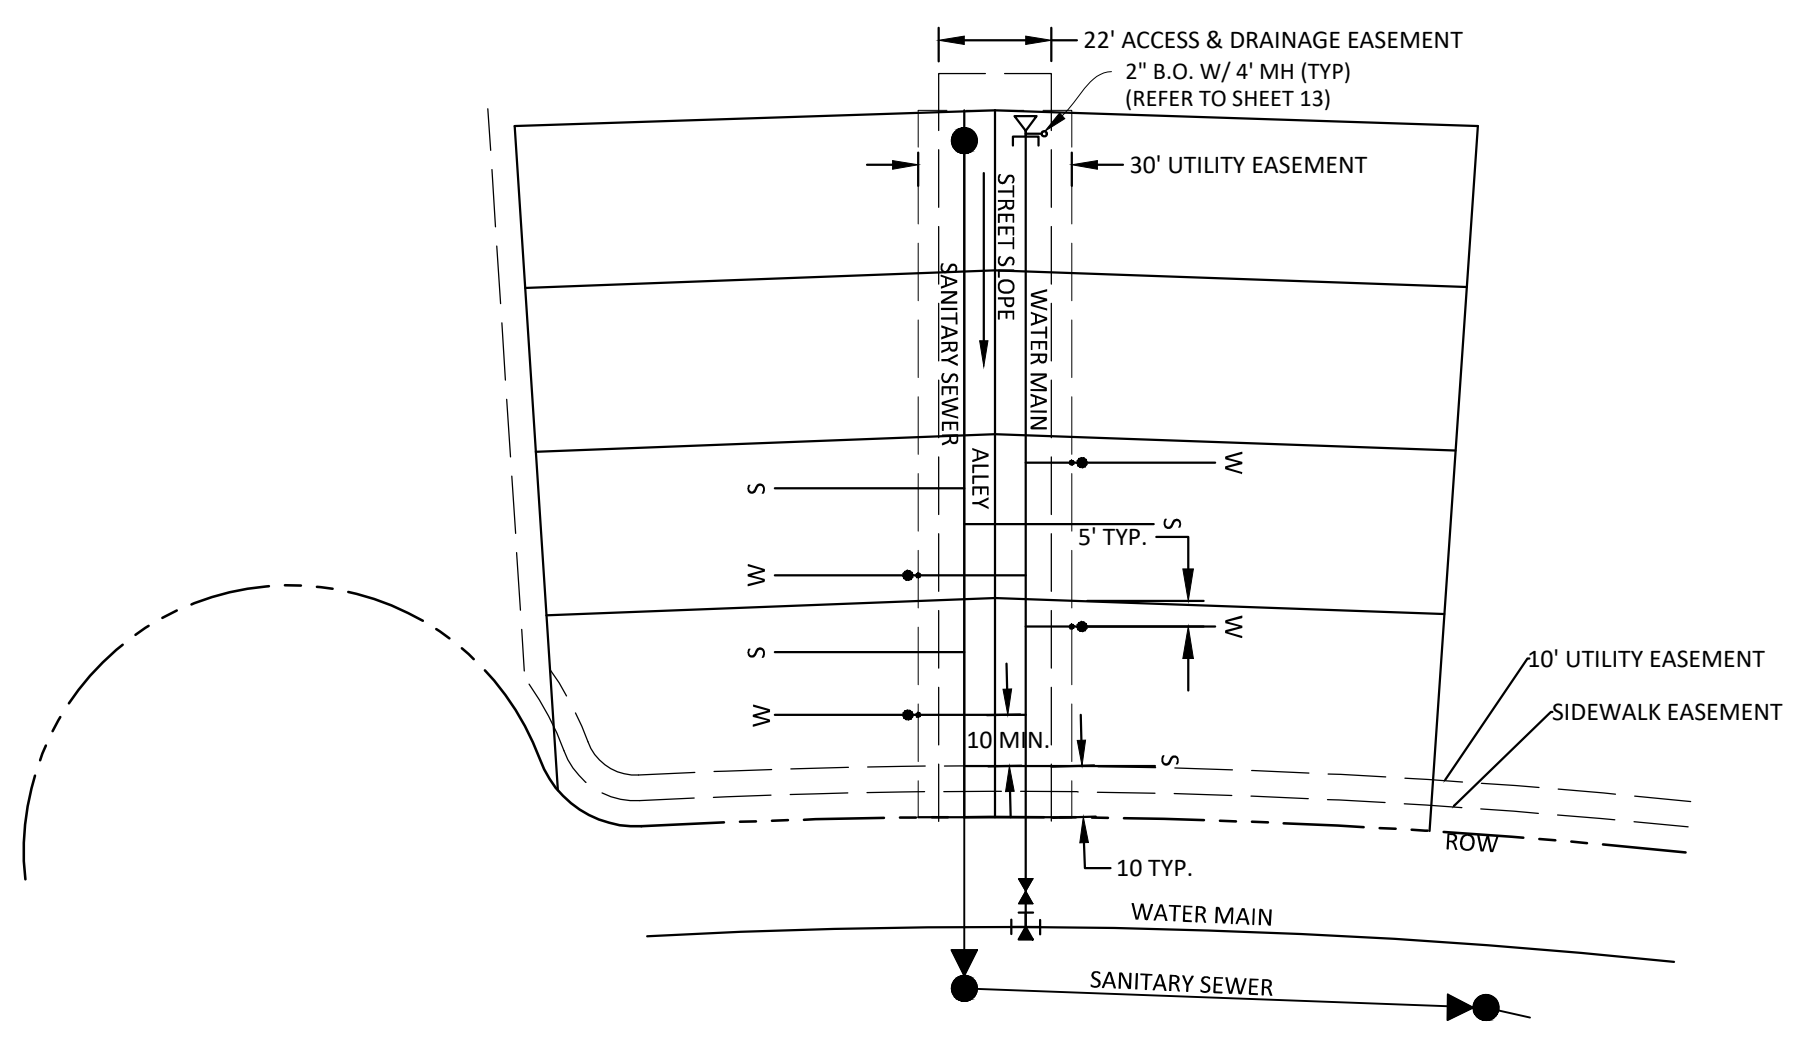 22' ACCESS & DRAINAGE EASEMENT
2" B.O. W/ 4' MH (TYP)
(REFER TO SHEET 13)
30' UTILITY EASEMENT
STREET SLOPE
SANITARY SEWER
WATER MAIN
ALLEY
W
S
S
5' TYP.
W
W
S
10' UTILITY EASEMENT
W
SIDEWALK EASEMENT
10 MIN.
S
ROW
10 TYP.
WATER MAIN
SANITARY SEWER